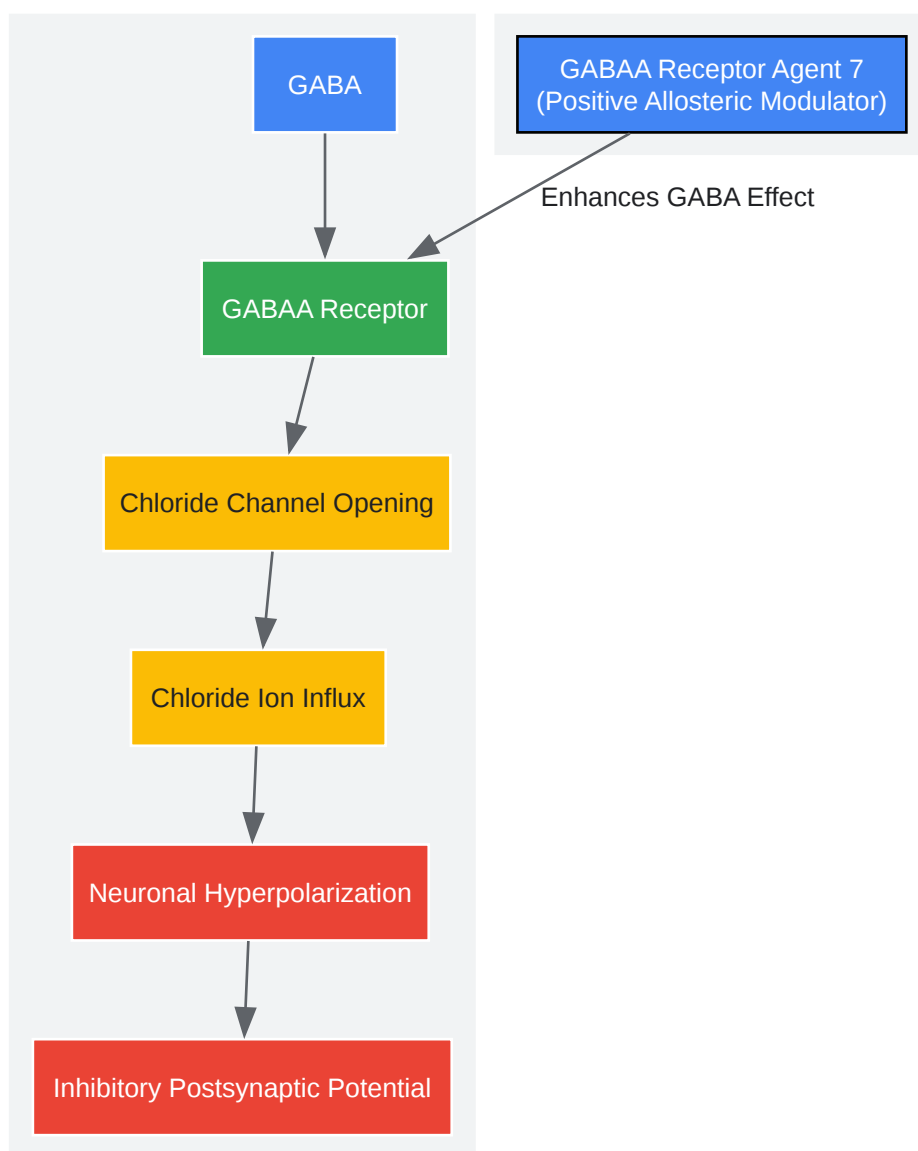 GABA
GABAA Receptor Agent 7
(Positive Allosteric Modulator)
Enhances GABA Effect
GABAA Receptor
Chloride Channel Opening
Chloride Ion Influx
Neuronal Hyperpolarization
Inhibitory Postsynaptic Potential